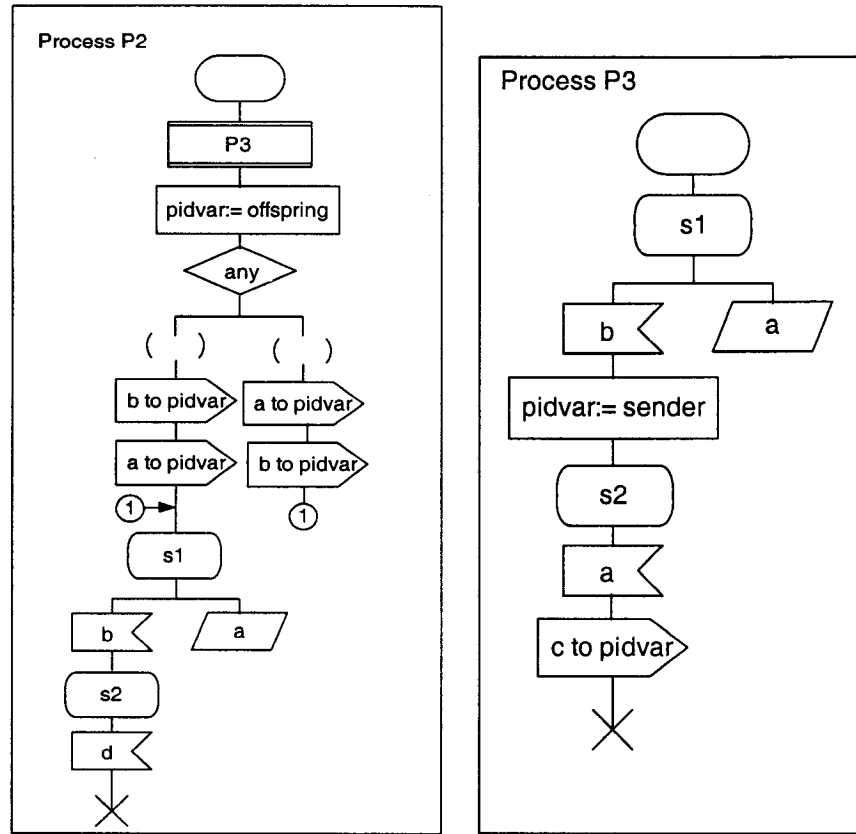 Process P2
P3
pidvar:= offspring
any
( )
( )
b to pidvar
a to pidvar
a to pidvar
b to pidvar
1
1
s1
b
a
s2
d
Process P3
s1
b
a
pidvar:= sender
s2
a
c to pidvar